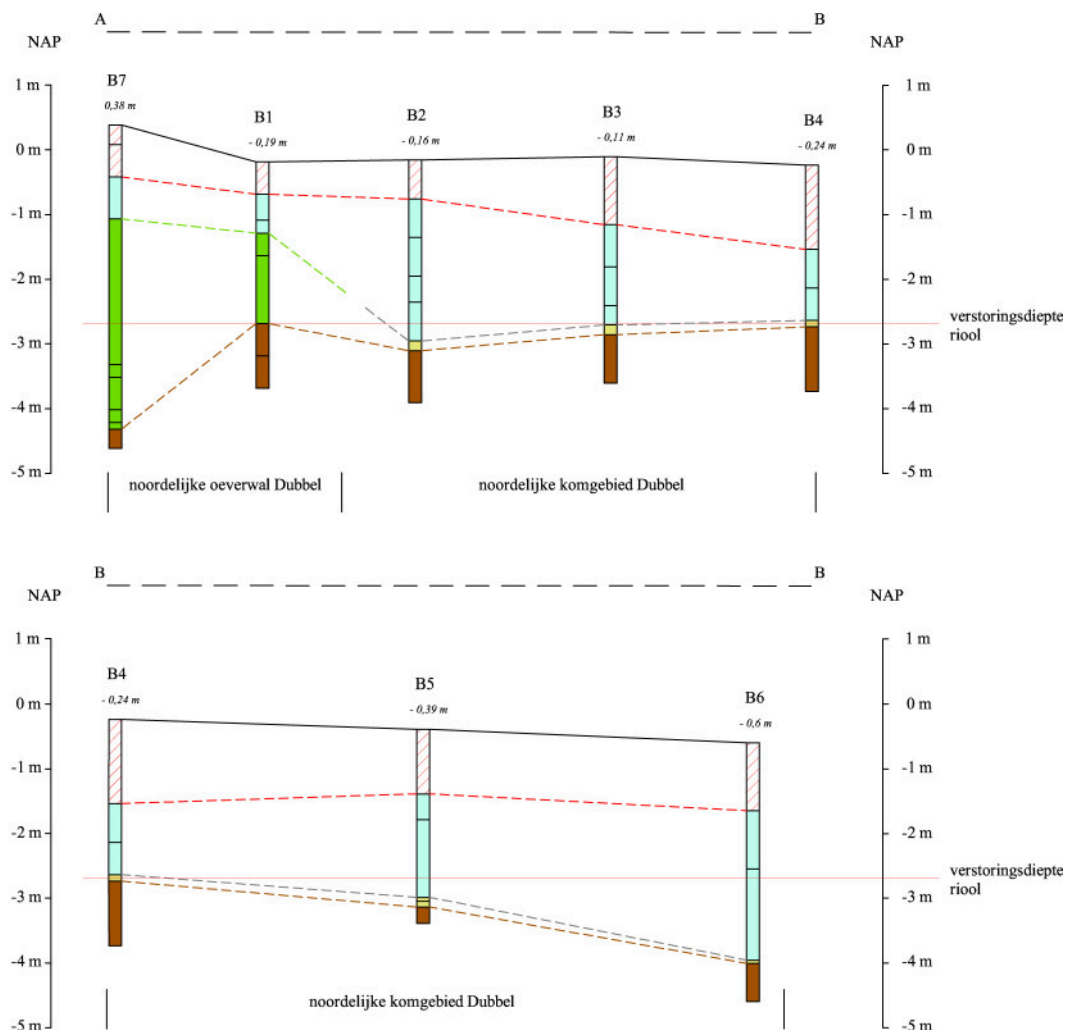 A B
NAP NAP
B7
0,38 m
B1
- 0,19 m
B2
- 0,16 m
B3
- 0,11 m
B4
- 0,24 m
1 m 1 m
0 m 0 m
-1 m -1 m
-2 m -2 m
-3 m -3 m
-4 m -4 m
-5 m -5 m
verstoringsdiepte
riool
noordelijke oeverwal Dubbel noordelijke komgebied Dubbel
B B
NAP NAP
B4
- 0,24 m
B5
- 0,39 m
B6
- 0,6 m
1 m 1 m
0 m 0 m
-1 m -1 m
-2 m -2 m
-3 m -3 m
-4 m -4 m
-5 m -5 m
verstoringsdiepte
riool
noordelijke komgebied Dubbel